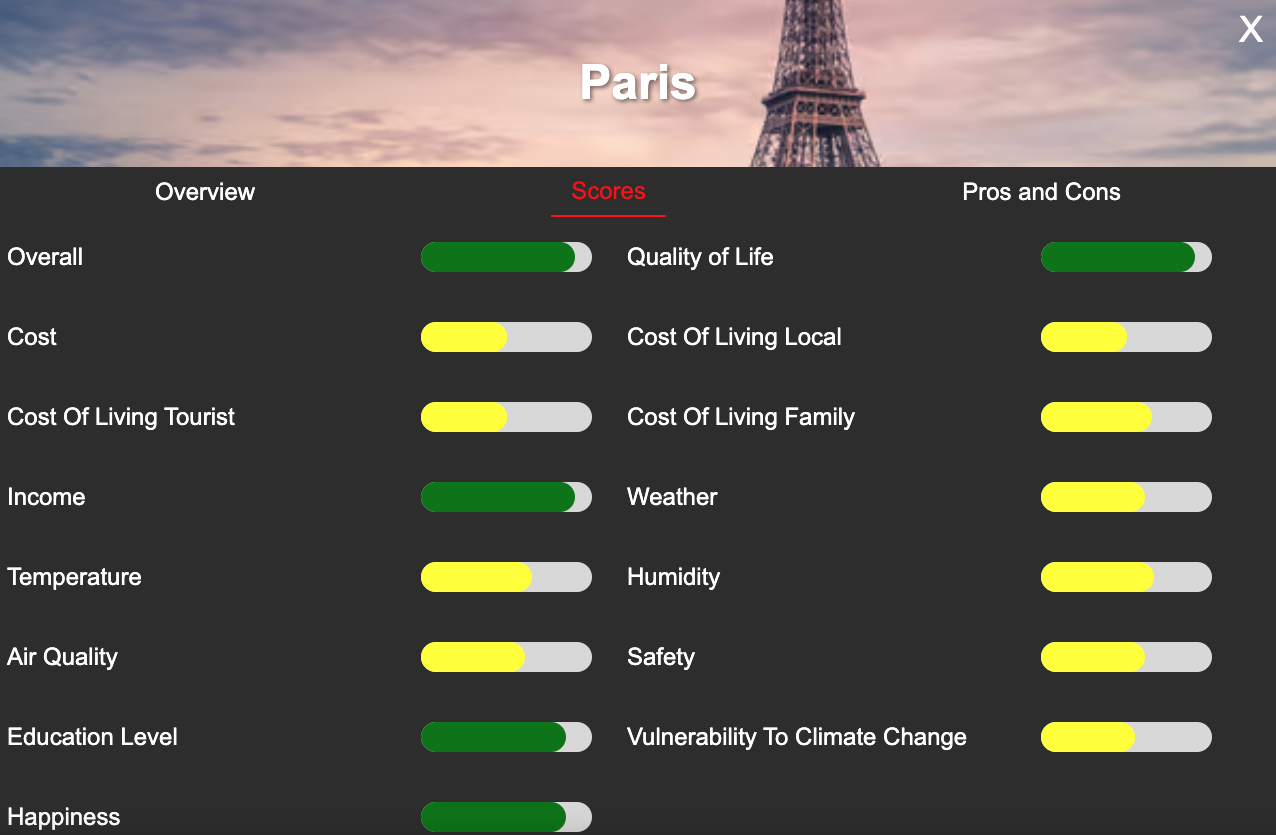 X
Paris
Overview Scores Pros and Cons
Overall Quality of Life
Cost Cost Of Living Local
Cost Of Living Tourist Cost Of Living Family
Income Weather
Temperature Humidity
Air Quality Safety
Education Level Vulnerability To Climate Change
Happiness